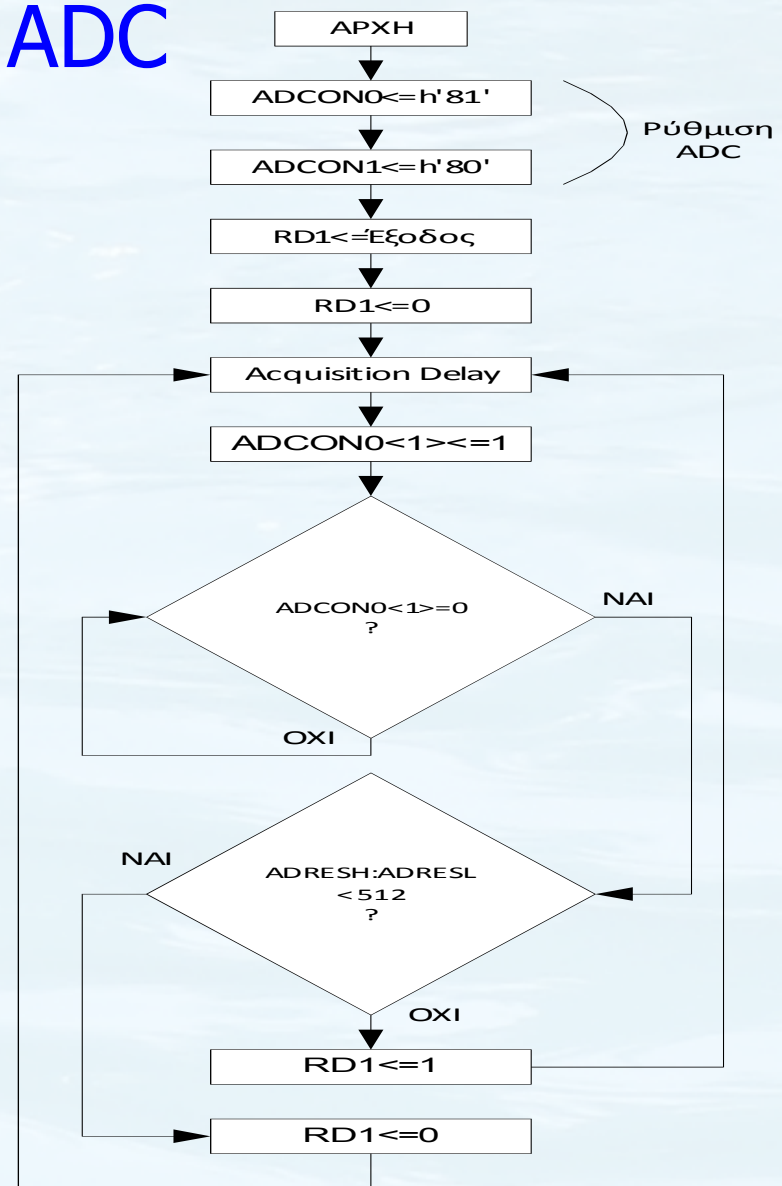 ADC
ΑΡΧΗ
ADCON0<=h'81'
ADCON1<=h'80'
Ρύθμιση
ADC
RD1<=Έξοδος
RD1<=0
Acquisition Delay
ADCON0<1><=1
ADCON0<1>=0
?
ΝΑΙ
ΟΧΙ
ΝΑΙ
ADRESH:ADRESL
<512
?
ΟΧΙ
RD1<=1
RD1<=0